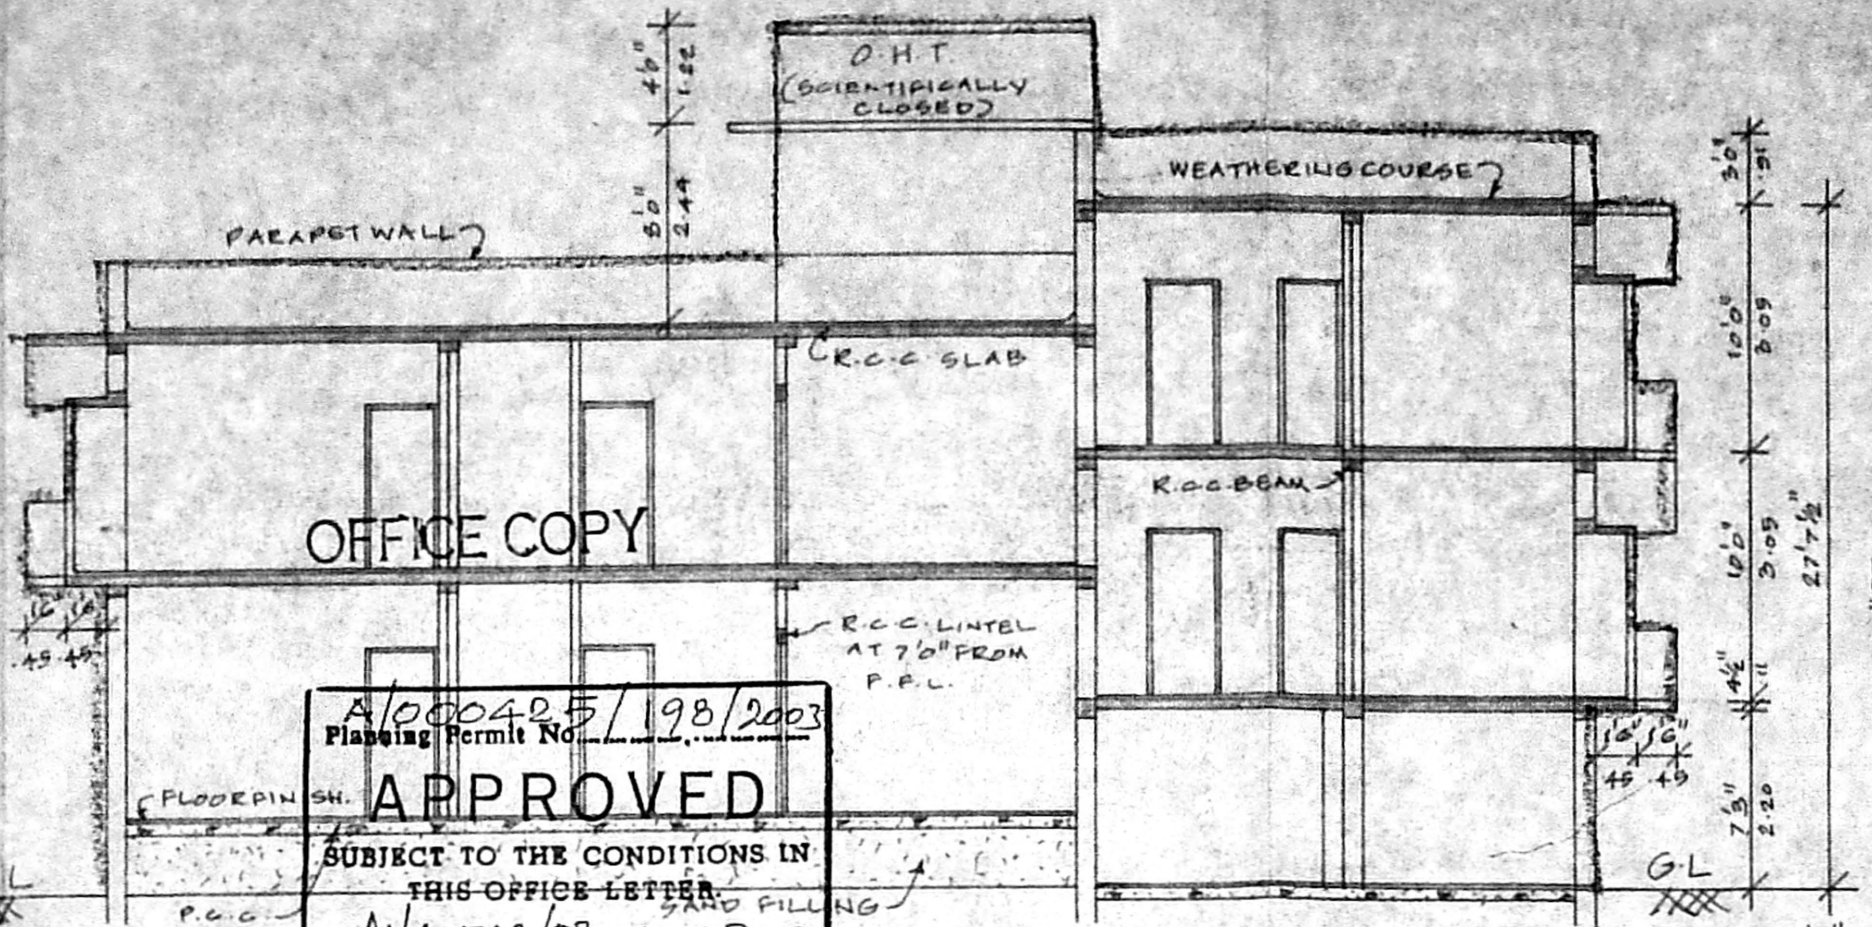 O.H.T.
(SCIENTIFICALLY
CLOSED)
4'0"
1.22
8'0"
2.44
PARAPET WALL
WEATHERING COURSE
3'0"
.91
R.C.C. SLAB
10'0"
3.05
R.C.C. BEAM
OFFICE COPY
10'0"
3.05
27'7½"
1'6" 1'6"
.45 .45
R.C.C. LINTEL
AT 7'0" FROM
F.F.L.
4½"
.11
A/000425/198/2003
Planning Permit No
APPROVED
SUBJECT TO THE CONDITIONS IN
THIS OFFICE LETTER
1'6" 1'6"
.45 .45
7'3"
2.20
FLOOR FINISH.
G.L
P.C.C
SAND FILLING